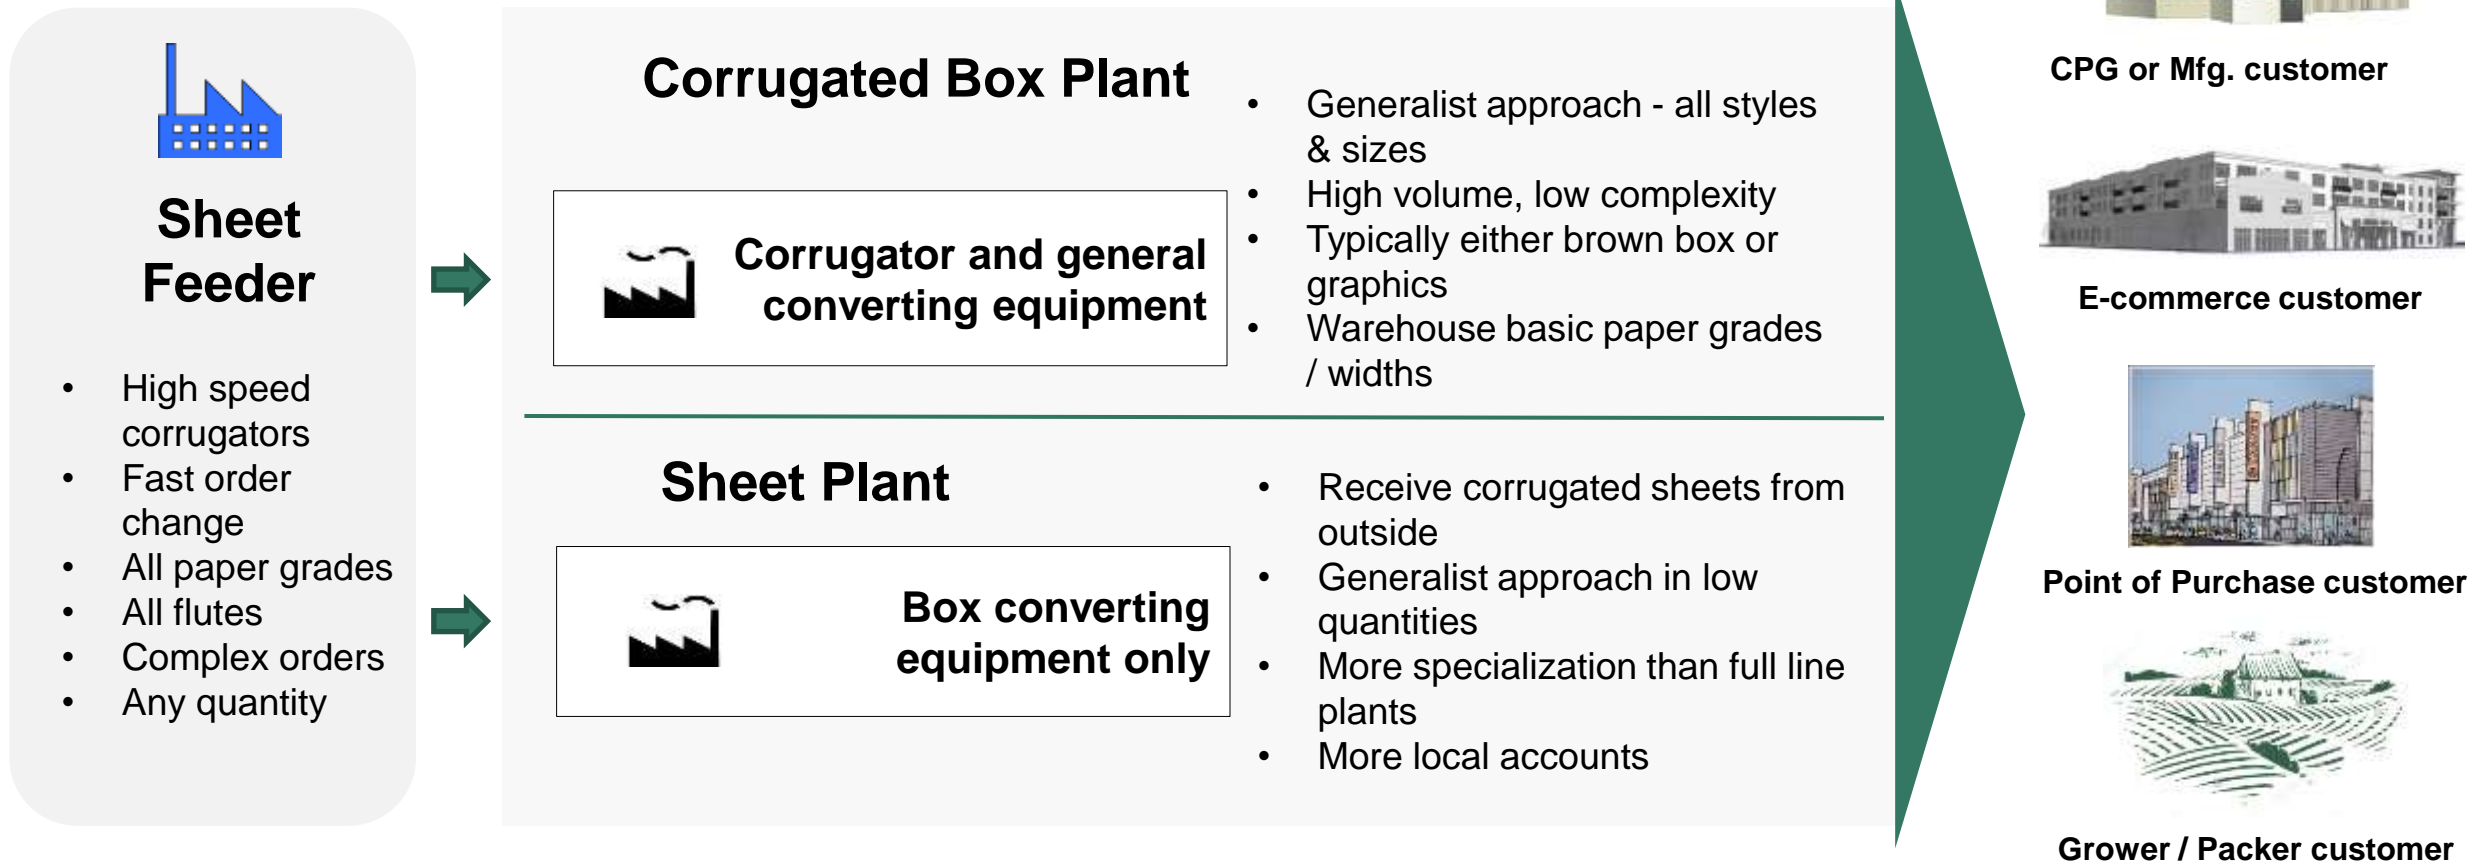 Sheet
Feeder
• High speed
corrugators
• Fast order
change
• All paper grades
• All flutes
• Complex orders
• Any quantity
Corrugated Box Plant
Corrugator and general
converting equipment
• Generalist approach - all styles
& sizes
• High volume, low complexity
• Typically either brown box or
graphics
• Warehouse basic paper grades
/ widths
Sheet Plant
Box converting
equipment only
• Receive corrugated sheets from
outside
• Generalist approach in low
quantities
• More specialization than full line
plants
• More local accounts
CPG or Mfg. customer
E-commerce customer
Point of Purchase customer
Grower / Packer customer